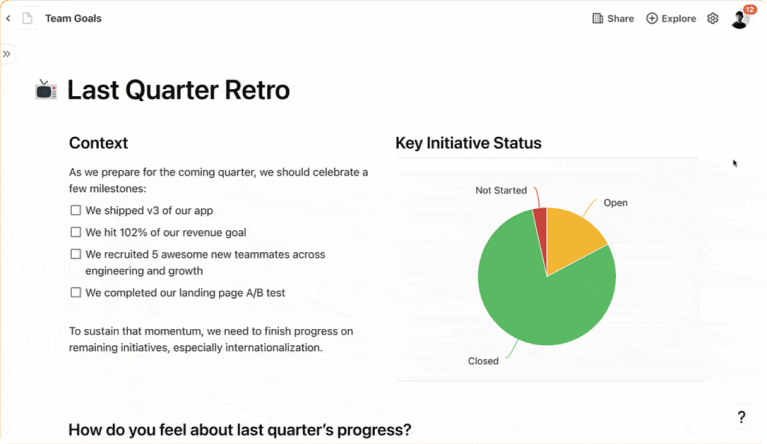 Team Goals
Share
Explore
12
Last Quarter Retro
Context
As we prepare for the coming quarter, we should celebrate a
few milestones:
We shipped v3 of our app
We hit 102% of our revenue goal
We recruited 5 awesome new teammates across
engineering and growth
We completed our landing page A/B test
To sustain that momentum, we need to finish progress on
remaining initiatives, especially internationalization.
Key Initiative Status
Not Started
Open
Closed
How do you feel about last quarter's progress?
?